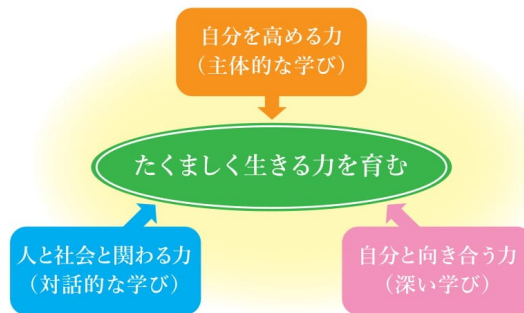 自分を高める力
（主体的な学び）
たくましく生きる力を育む
人と社会と関わる力
（対話的な学び）
自分と向き合う力
（深い学び）